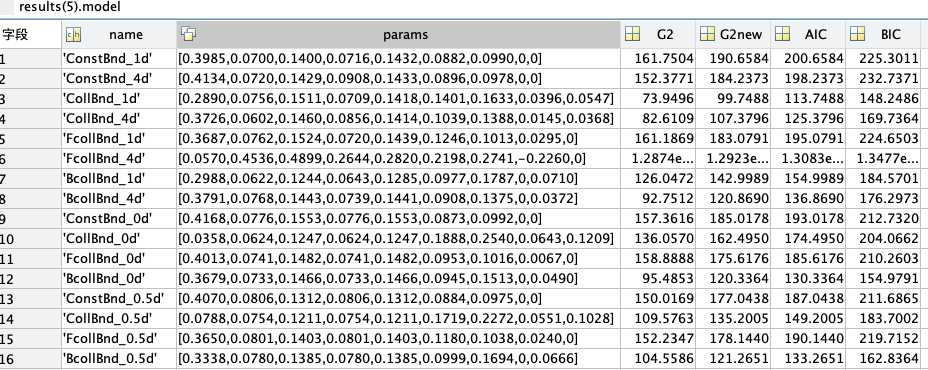 results(5).model
字段 name params G2 G2new AIC BIC
1 'ConstBnd_1d' [0.3985,0.0700,0.1400,0.0716,0.1432,0.0882,0.0990,0,0] 161.7504 190.6584 200.6584 225.3011
2 'ConstBnd_4d' [0.4134,0.0720,0.1429,0.0908,0.1433,0.0896,0.0978,0,0] 152.3771 184.2373 198.2373 232.7371
3 'CollBnd_1d' [0.2890,0.0756,0.1511,0.0709,0.1418,0.1401,0.1633,0.0396,0.0547] 73.9496 99.7488 113.7488 148.2486
4 'CollBnd_4d' [0.3726,0.0602,0.1460,0.0856,0.1414,0.1039,0.1388,0.0145,0.0368] 82.6109 107.3796 125.3796 169.7364
5 'FcollBnd_1d' [0.3687,0.0762,0.1524,0.0720,0.1439,0.1246,0.1013,0.0295,0] 161.1869 183.0791 195.0791 224.6503
6 'FcollBnd_4d' [0.0570,0.4536,0.4899,0.2644,0.2820,0.2198,0.2741,-0.2260,0] 1.2874e... 1.2923e... 1.3083e... 1.3477e...
7 'BcollBnd_1d' [0.2988,0.0622,0.1244,0.0643,0.1285,0.0977,0.1787,0,0.0710] 126.0472 142.9989 154.9989 184.5701
8 'BcollBnd_4d' [0.3791,0.0768,0.1443,0.0739,0.1441,0.0908,0.1375,0,0.0372] 92.7512 120.8690 136.8690 176.2973
9 'ConstBnd_0d' [0.4168,0.0776,0.1553,0.0776,0.1553,0.0873,0.0992,0,0] 157.3616 185.0178 193.0178 212.7320
10 'CollBnd_0d' [0.0358,0.0624,0.1247,0.0624,0.1247,0.1888,0.2540,0.0643,0.1209] 136.0570 162.4950 174.4950 204.0662
11 'FcollBnd_0d' [0.4013,0.0741,0.1482,0.0741,0.1482,0.0953,0.1016,0.0067,0] 158.8888 175.6176 185.6176 210.2603
12 'BcollBnd_0d' [0.3679,0.0733,0.1466,0.0733,0.1466,0.0945,0.1513,0,0.0490] 95.4853 120.3364 130.3364 154.9791
13 'ConstBnd_0.5d' [0.4070,0.0806,0.1312,0.0806,0.1312,0.0884,0.0975,0,0] 150.0169 177.0438 187.0438 211.6865
14 'CollBnd_0.5d' [0.0788,0.0754,0.1211,0.0754,0.1211,0.1719,0.2272,0.0551,0.1028] 109.5763 135.2005 149.2005 183.7002
15 'FcollBnd_0.5d' [0.3650,0.0801,0.1403,0.0801,0.1403,0.1180,0.1038,0.0240,0] 152.2347 178.1440 190.1440 219.7152
16 'BcollBnd_0.5d' [0.3338,0.0780,0.1385,0.0780,0.1385,0.0999,0.1694,0,0.0666] 104.5586 121.2651 133.2651 162.8364